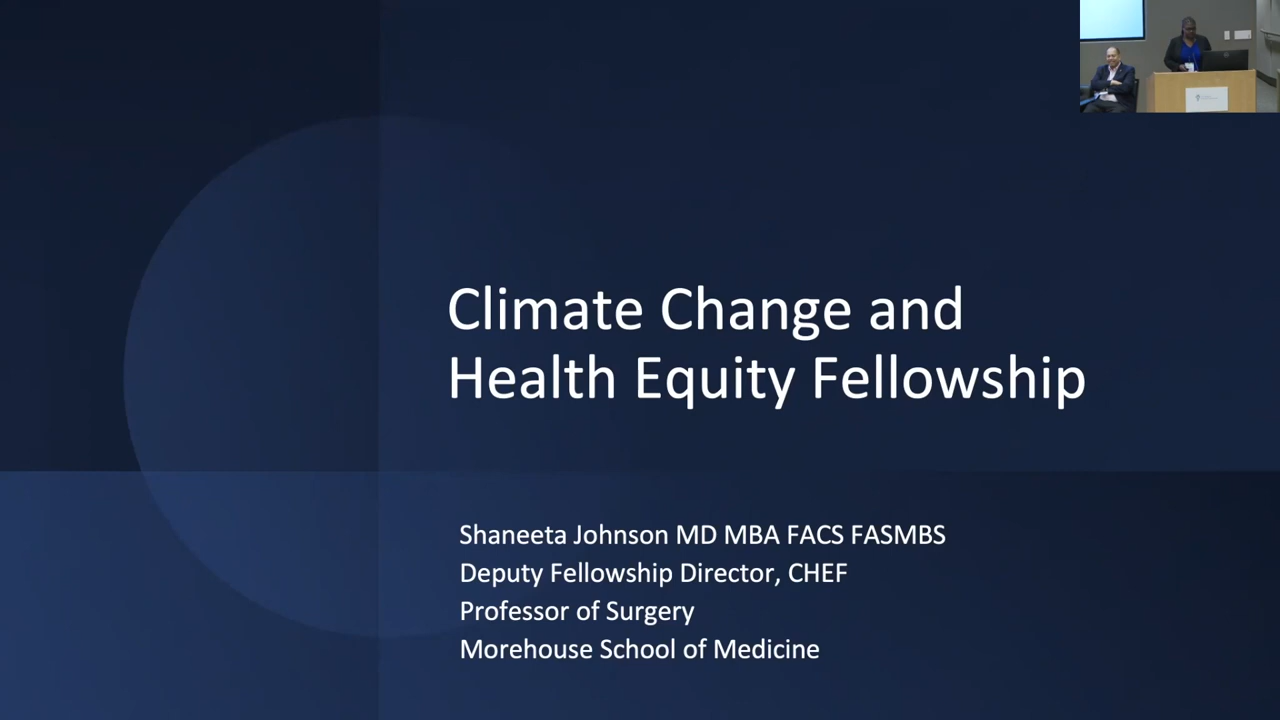 Climate Change and
Health Equity Fellowship
Shaneeta Johnson MD MBA FACS FASMBS
Deputy Fellowship Director, CHEF
Professor of Surgery
Morehouse School of Medicine